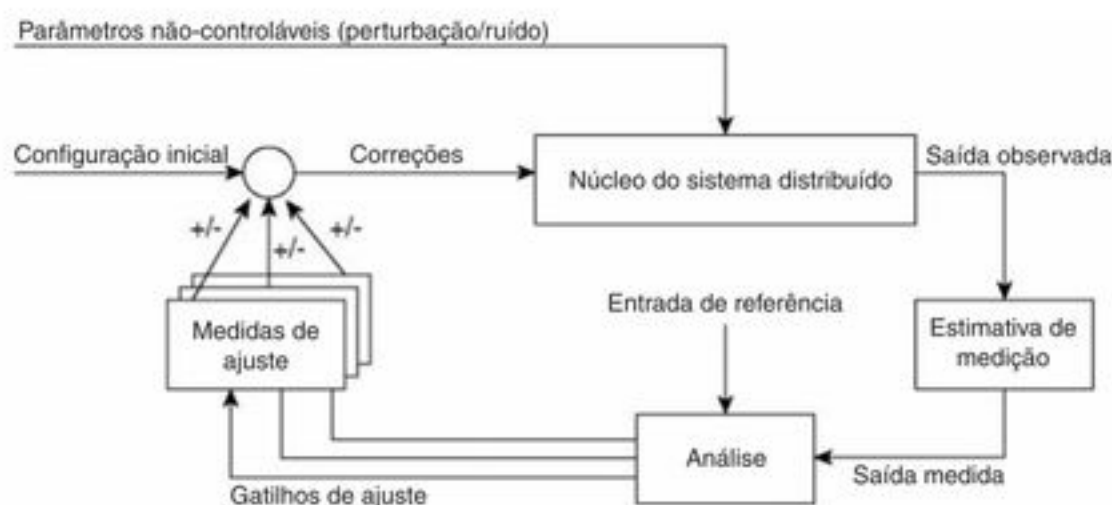 Parâmetros não-controláveis (perturbação/ruído)
Configuração inicial
Correções
Núcleo do sistema distribuído
Saída observada
+/-
+/-
+/-
Medidas de
ajuste
Entrada de referência
Estimativa de
medição
Análise
Saída medida
Gatilhos de ajuste